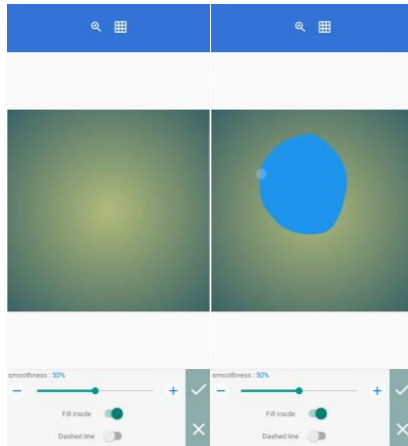 smoothness : 50% smoothness : 50%
Fill inside Fill inside
Dashed line Dashed line